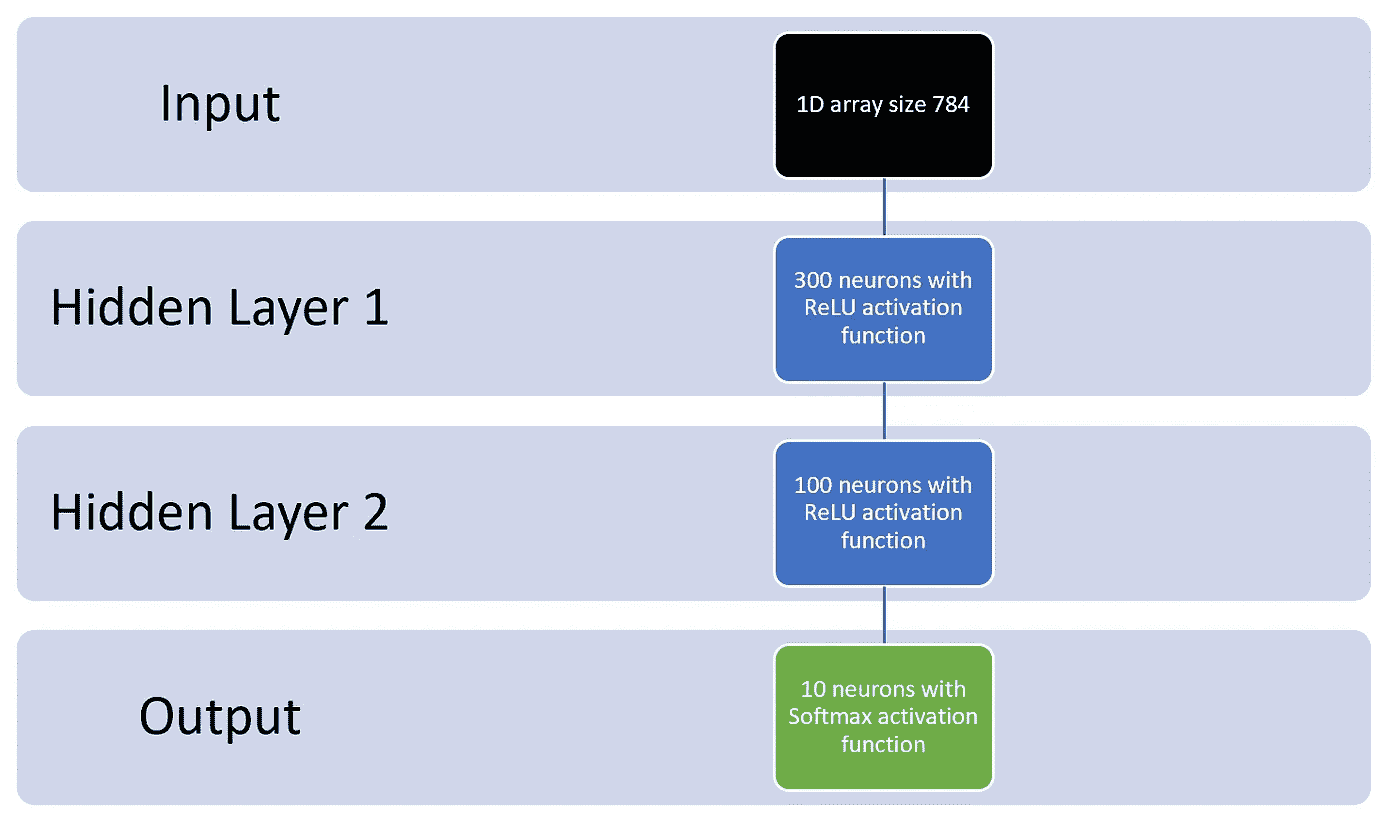 Input
1D array size 784
Hidden Layer 1
300 neurons with
ReLU activation
function
Hidden Layer 2
100 neurons with
ReLU activation
function
Output
10 neurons with
Softmax activation
function